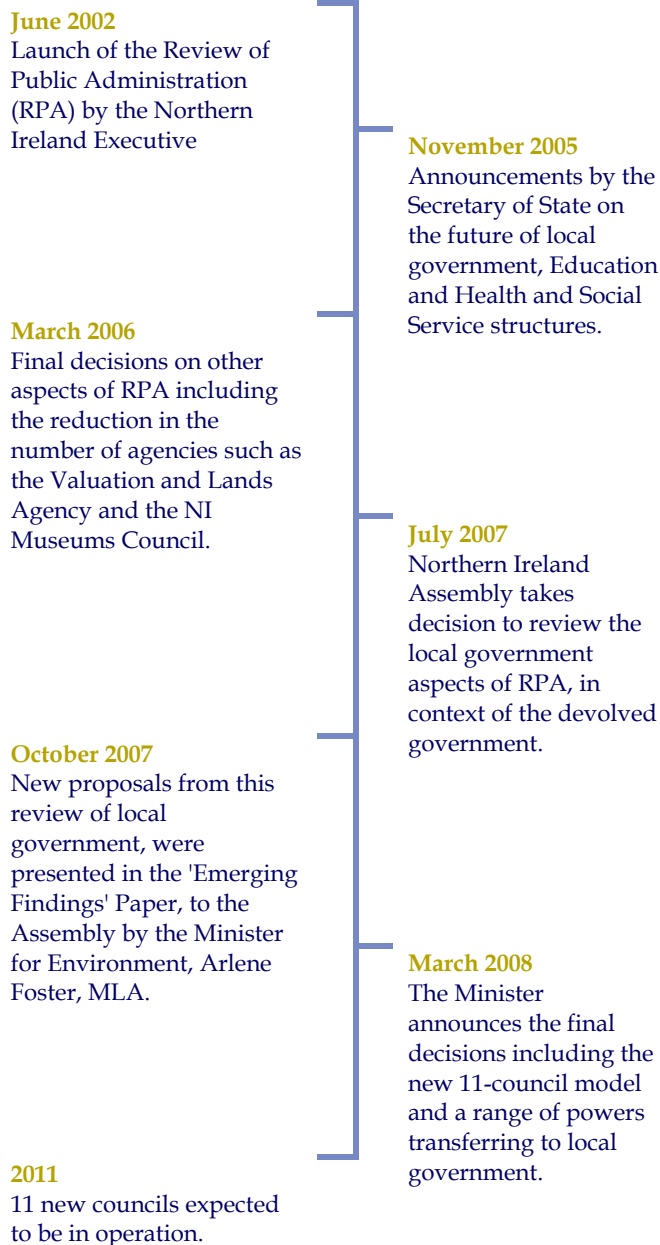 June 2002
Launch of the Review of
Public Administration
(RPA) by the Northern
Ireland Executive
November 2005
Announcements by the
Secretary of State on
the future of local
government, Education
and Health and Social
Service structures.
March 2006
Final decisions on other
aspects of RPA including
the reduction in the
number of agencies such as
the Valuation and Lands
Agency and the NI
Museums Council.
July 2007
Northern Ireland
Assembly takes
decision to review the
local government
aspects of RPA, in
context of the devolved
government.
October 2007
New proposals from this
review of local
government, were
presented in the 'Emerging
Findings' Paper, to the
Assembly by the Minister
for Environment, Arlene
Foster, MLA.
March 2008
The Minister
announces the final
decisions including the
new 11-council model
and a range of powers
transferring to local
government.
2011
11 new councils expected
to be in operation.